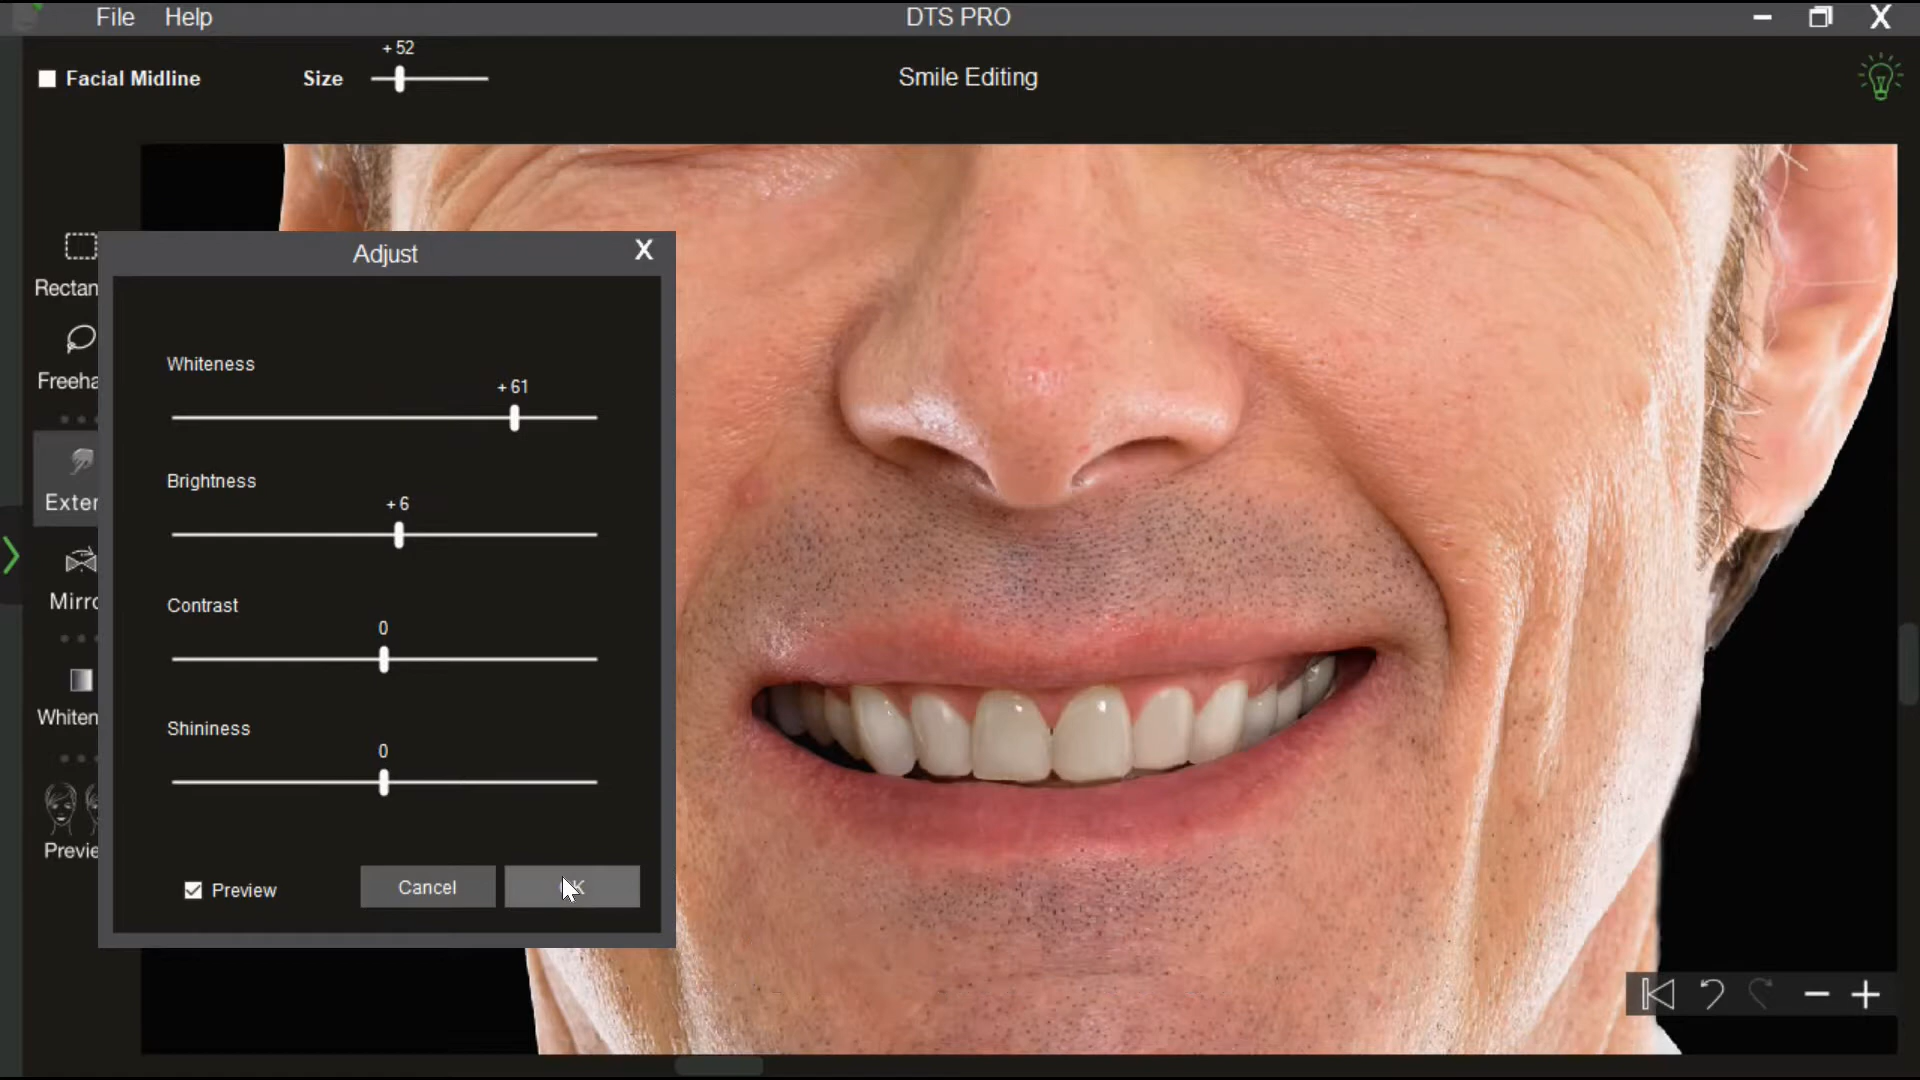 File Help
DTS PRO
X
+ 52
Facial Midline
Size
Smile Editing
Adjust
X
Rectan
Whiteness
+ 61
Freeha
Brightness
+ 6
Exten
Contrast
0
Mirro
Whiten
Shininess
0
Previe
Preview
Cancel